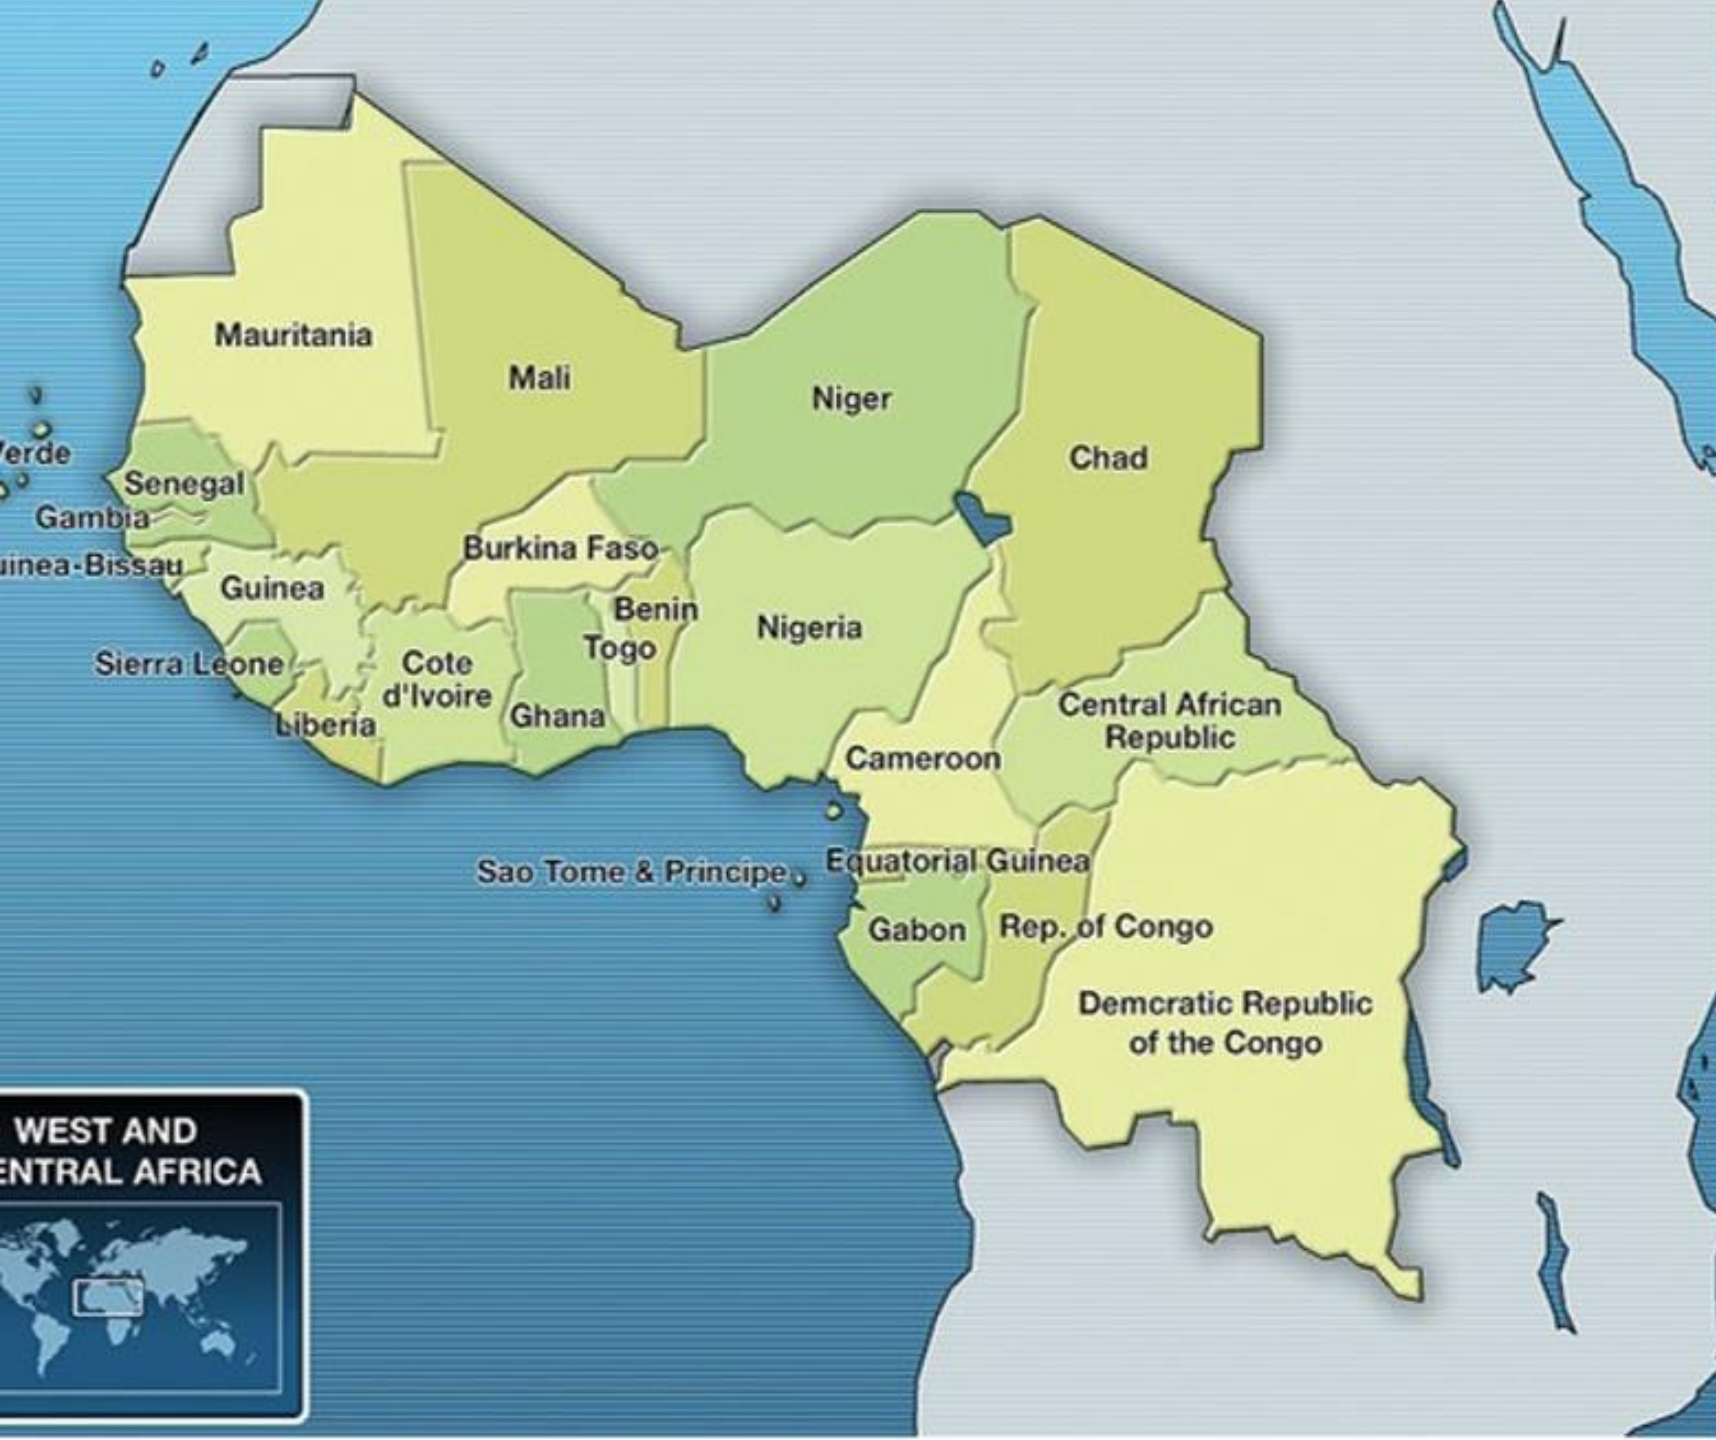 Mauritania
Mali
Niger
Chad
Verde
Senegal
Gambia
uinea-Bissau
Guinea
Burkina Faso
Benin
Togo
Nigeria
Sierra Leone
Cote
d'Ivoire
Ghana
Liberia
Central African
Republic
Cameroon
Sao Tome & Principe
Equatorial Guinea
Gabon
Rep. of Congo
Demcratic Republic
of the Congo
WEST AND
ENTRAL AFRICA